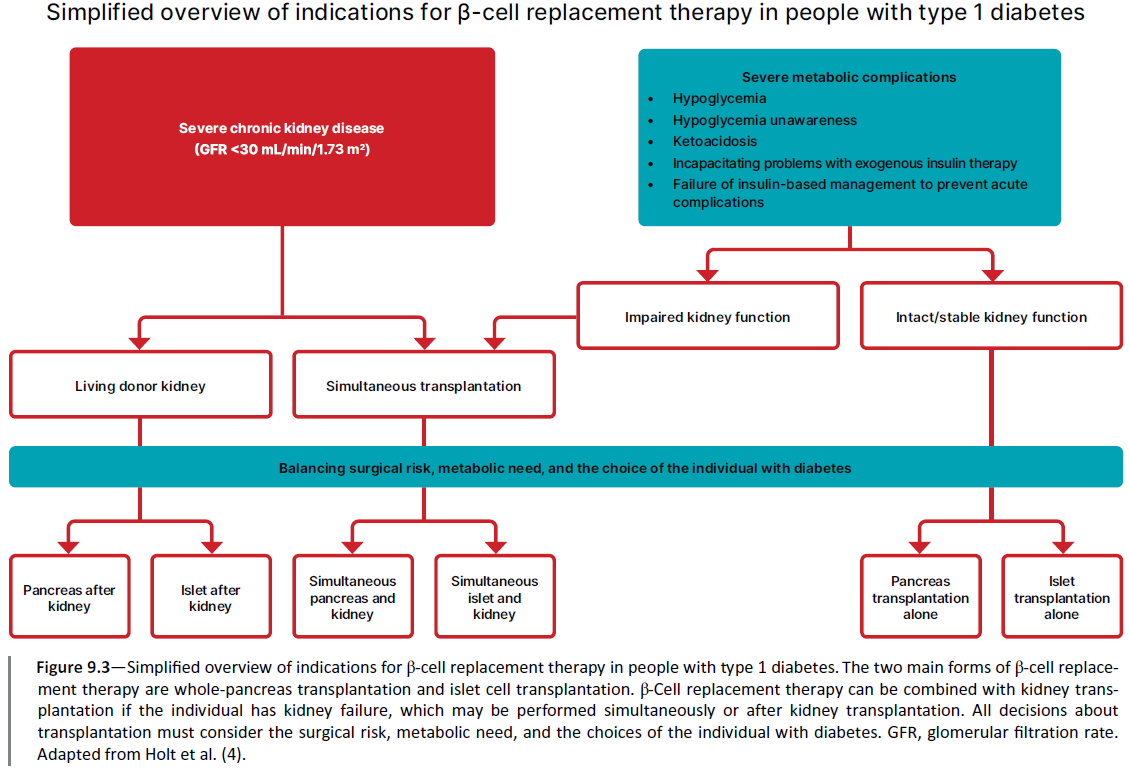 Simplified overview of indications for β-cell replacement therapy in people with type 1 diabetes
Severe chronic kidney disease
(GFR <30 mL/min/1.73 m²)
Severe metabolic complications
• Hypoglycemia
• Hypoglycemia unawareness
• Ketoacidosis
• Incapacitating problems with exogenous insulin therapy
• Failure of insulin-based management to prevent acute
complications
Impaired kidney function
Intact/stable kidney function
Living donor kidney
Simultaneous transplantation
Balancing surgical risk, metabolic need, and the choice of the individual with diabetes
Pancreas after
kidney
Islet after
kidney
Simultaneous
pancreas and
kidney
Simultaneous
islet and
kidney
Pancreas
transplantation
alone
Islet
transplantation
alone
Figure 9.3—Simplified overview of indications for β-cell replacement therapy in people with type 1 diabetes. The two main forms of β-cell replace-
ment therapy are whole-pancreas transplantation and islet cell transplantation. β-Cell replacement therapy can be combined with kidney trans-
plantation if the individual has kidney failure, which may be performed simultaneously or after kidney transplantation. All decisions about
transplantation must consider the surgical risk, metabolic need, and the choices of the individual with diabetes. GFR, glomerular filtration rate.
Adapted from Holt et al. (4).